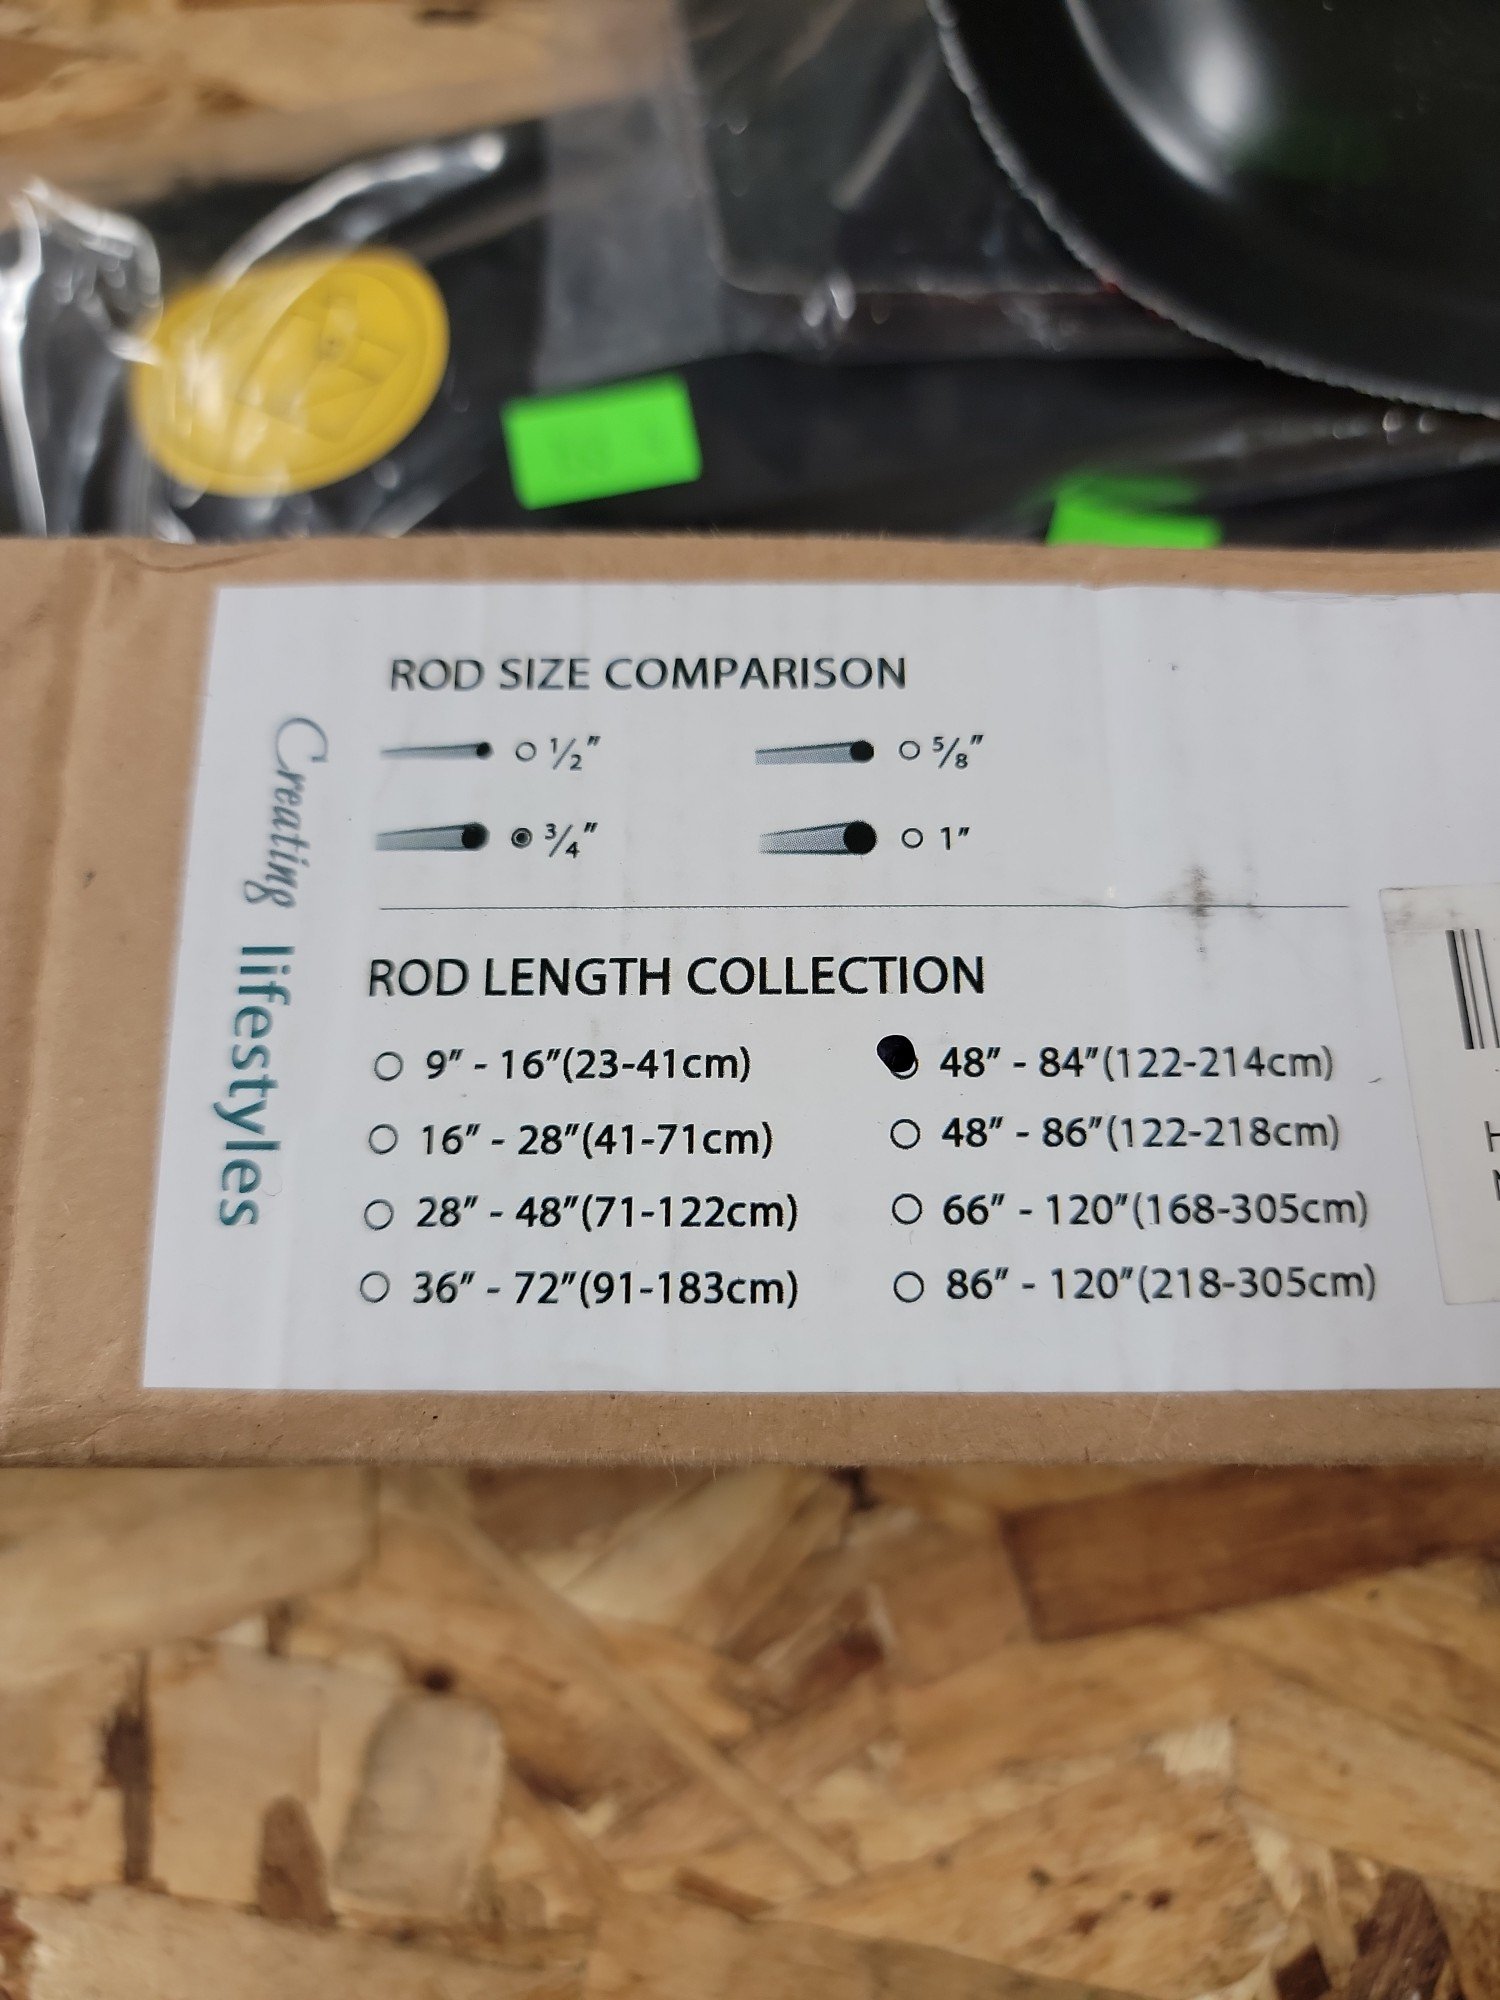 ROD SIZE COMPARISON
○ 1/2" ○ 5/8"
◉ 3/4" ○ 1"
ROD LENGTH COLLECTION
○ 9" - 16"(23-41cm)
○ 16" - 28"(41-71cm)
○ 28" - 48"(71-122cm)
○ 36" - 72"(91-183cm)
● 48" - 84"(122-214cm)
○ 48" - 86"(122-218cm)
○ 66" - 120"(168-305cm)
○ 86" - 120"(218-305cm)
Creating lifestyles